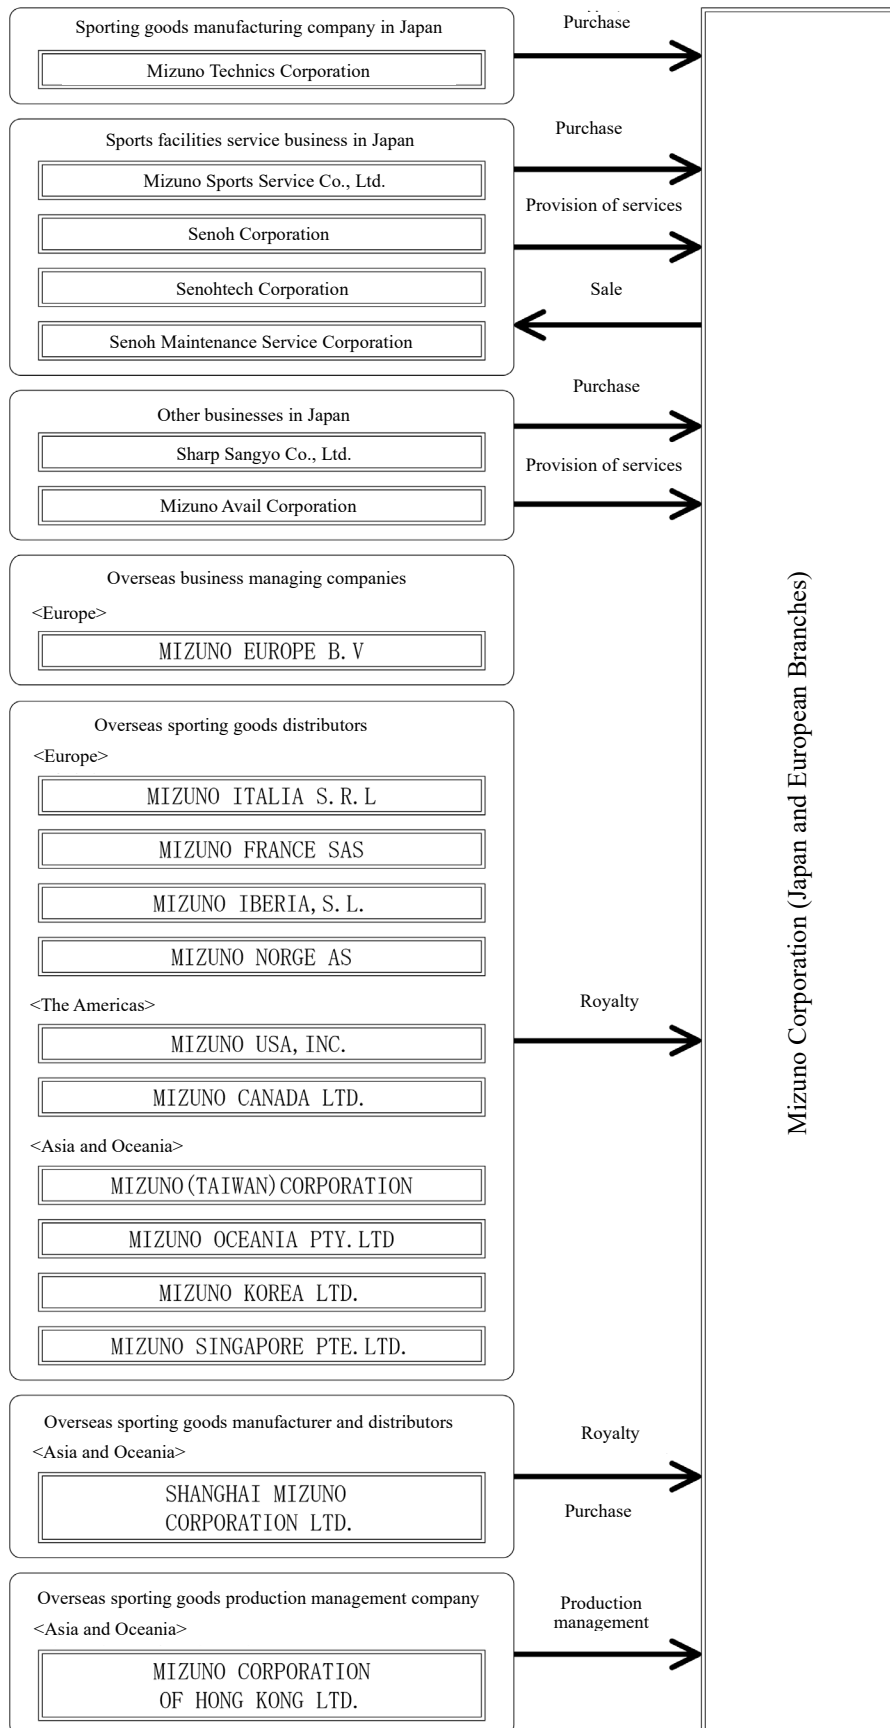 Sporting goods manufacturing company in Japan
Mizuno Technics Corporation
Purchase
Sports facilities service business in Japan
Mizuno Sports Service Co., Ltd.
Senoh Corporation
Senohtech Corporation
Senoh Maintenance Service Corporation
Purchase
Provision of services
Sale
Other businesses in Japan
Sharp Sangyo Co., Ltd.
Mizuno Avail Corporation
Purchase
Provision of services
Overseas business managing companies
<Europe>
MIZUNO EUROPE B.V
Overseas sporting goods distributors
<Europe>
MIZUNO ITALIA S.R.L
MIZUNO FRANCE SAS
MIZUNO IBERIA,S.L.
MIZUNO NORGE AS
<The Americas>
MIZUNO USA,INC.
MIZUNO CANADA LTD.
<Asia and Oceania>
MIZUNO(TAIWAN)CORPORATION
MIZUNO OCEANIA PTY.LTD
MIZUNO KOREA LTD.
MIZUNO SINGAPORE PTE.LTD.
Royalty
Overseas sporting goods manufacturer and distributors
<Asia and Oceania>
SHANGHAI MIZUNO
CORPORATION LTD.
Royalty
Purchase
Overseas sporting goods production management company
<Asia and Oceania>
MIZUNO CORPORATION
OF HONG KONG LTD.
Production
management
Mizuno Corporation (Japan and European Branches)